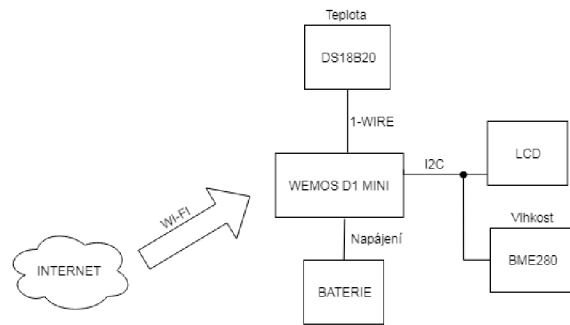 Teplota
DS18B20
1-WIRE
I2C
LCD
WEMOS D1 MINI
WI-FI
Vlhkost
Napájení
INTERNET
BME280
BATERIE